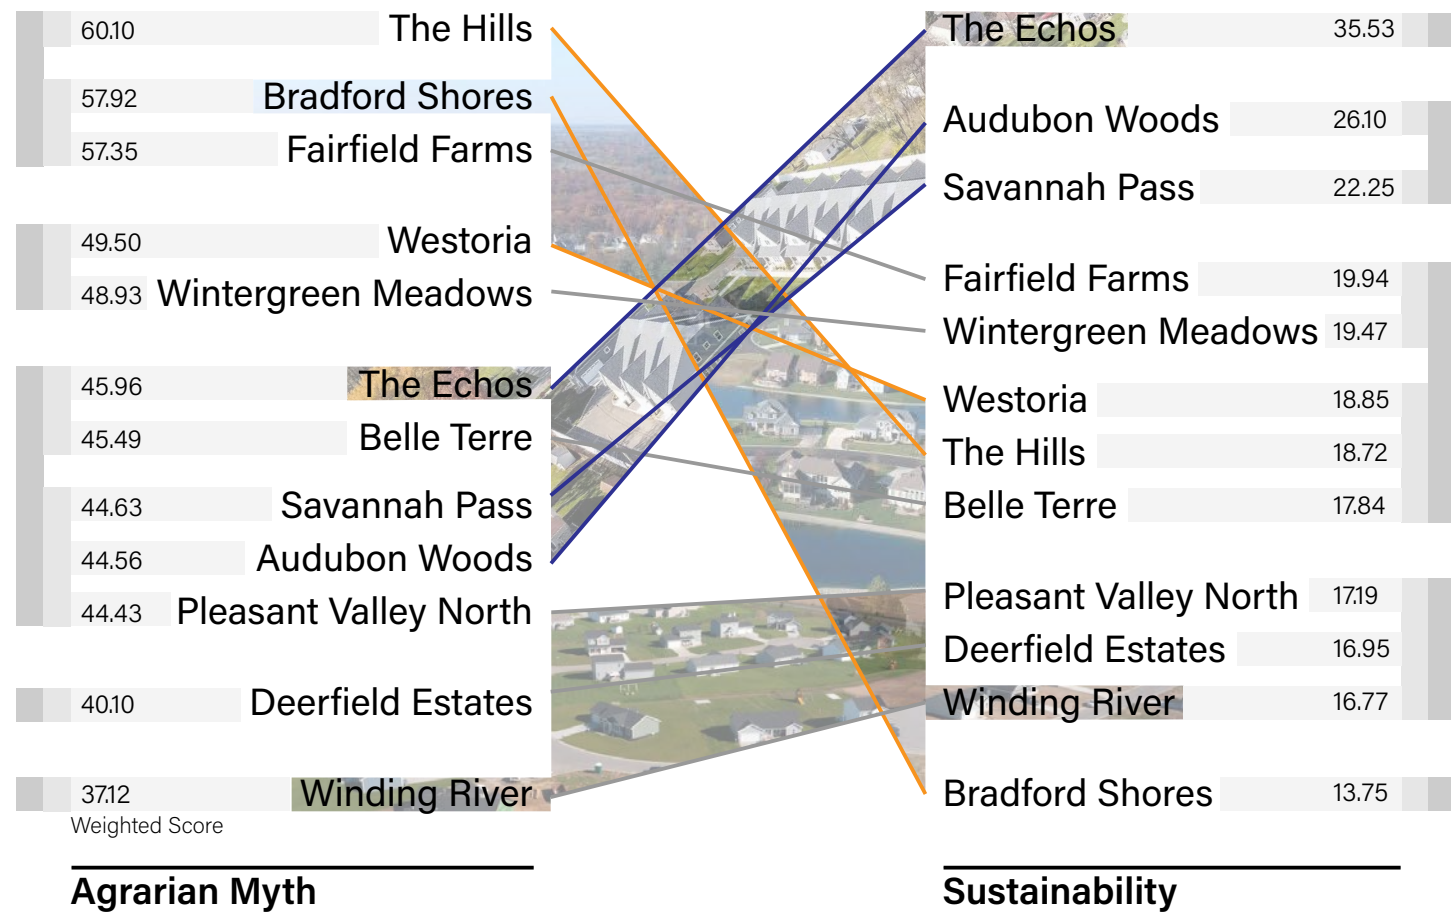 60.10 The Hills
57.92 Bradford Shores
57.35 Fairfield Farms
49.50 Westoria
48.93 Wintergreen Meadows
45.96 The Echos
45.49 Belle Terre
44.63 Savannah Pass
44.56 Audubon Woods
44.43 Pleasant Valley North
40.10 Deerfield Estates
37.12 Winding River
Weighted Score
Agrarian Myth
The Echos 35.53
Audubon Woods 26.10
Savannah Pass 22.25
Fairfield Farms 19.94
Wintergreen Meadows 19.47
Westoria 18.85
The Hills 18.72
Belle Terre 17.84
Pleasant Valley North 17.19
Deerfield Estates 16.95
Winding River 16.77
Bradford Shores 13.75
Sustainability